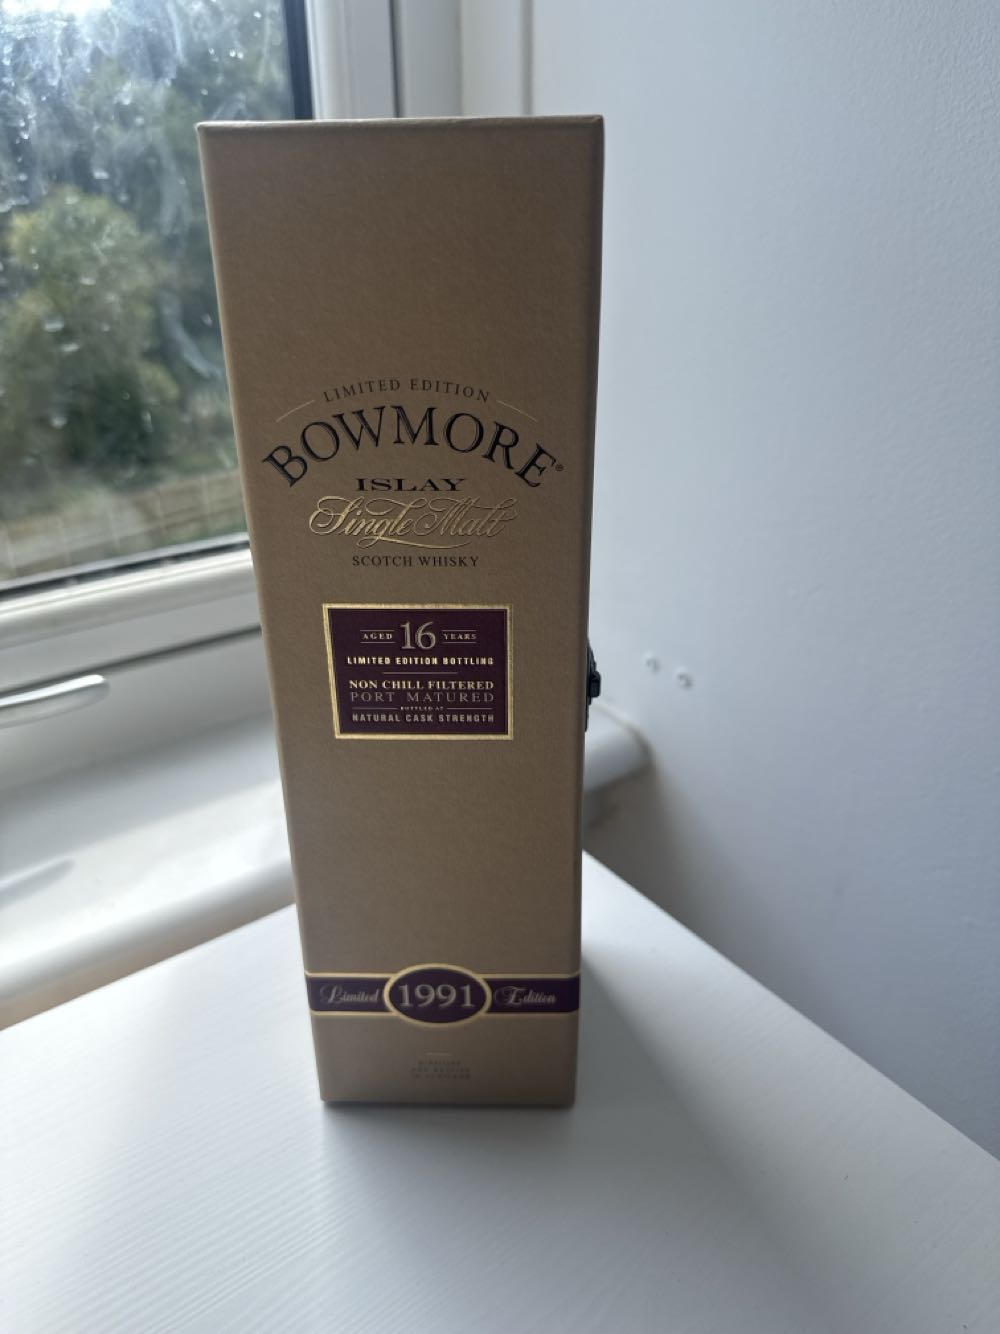 LIMITED EDITION
BOWMORE®
ISLAY
Single Malt
SCOTCH WHISKY
AGED 16 YEARS
LIMITED EDITION BOTTLING
NON CHILL FILTERED
PORT MATURED
BOTTLED AT
NATURAL CASK STRENGTH
Limited 1991 Edition